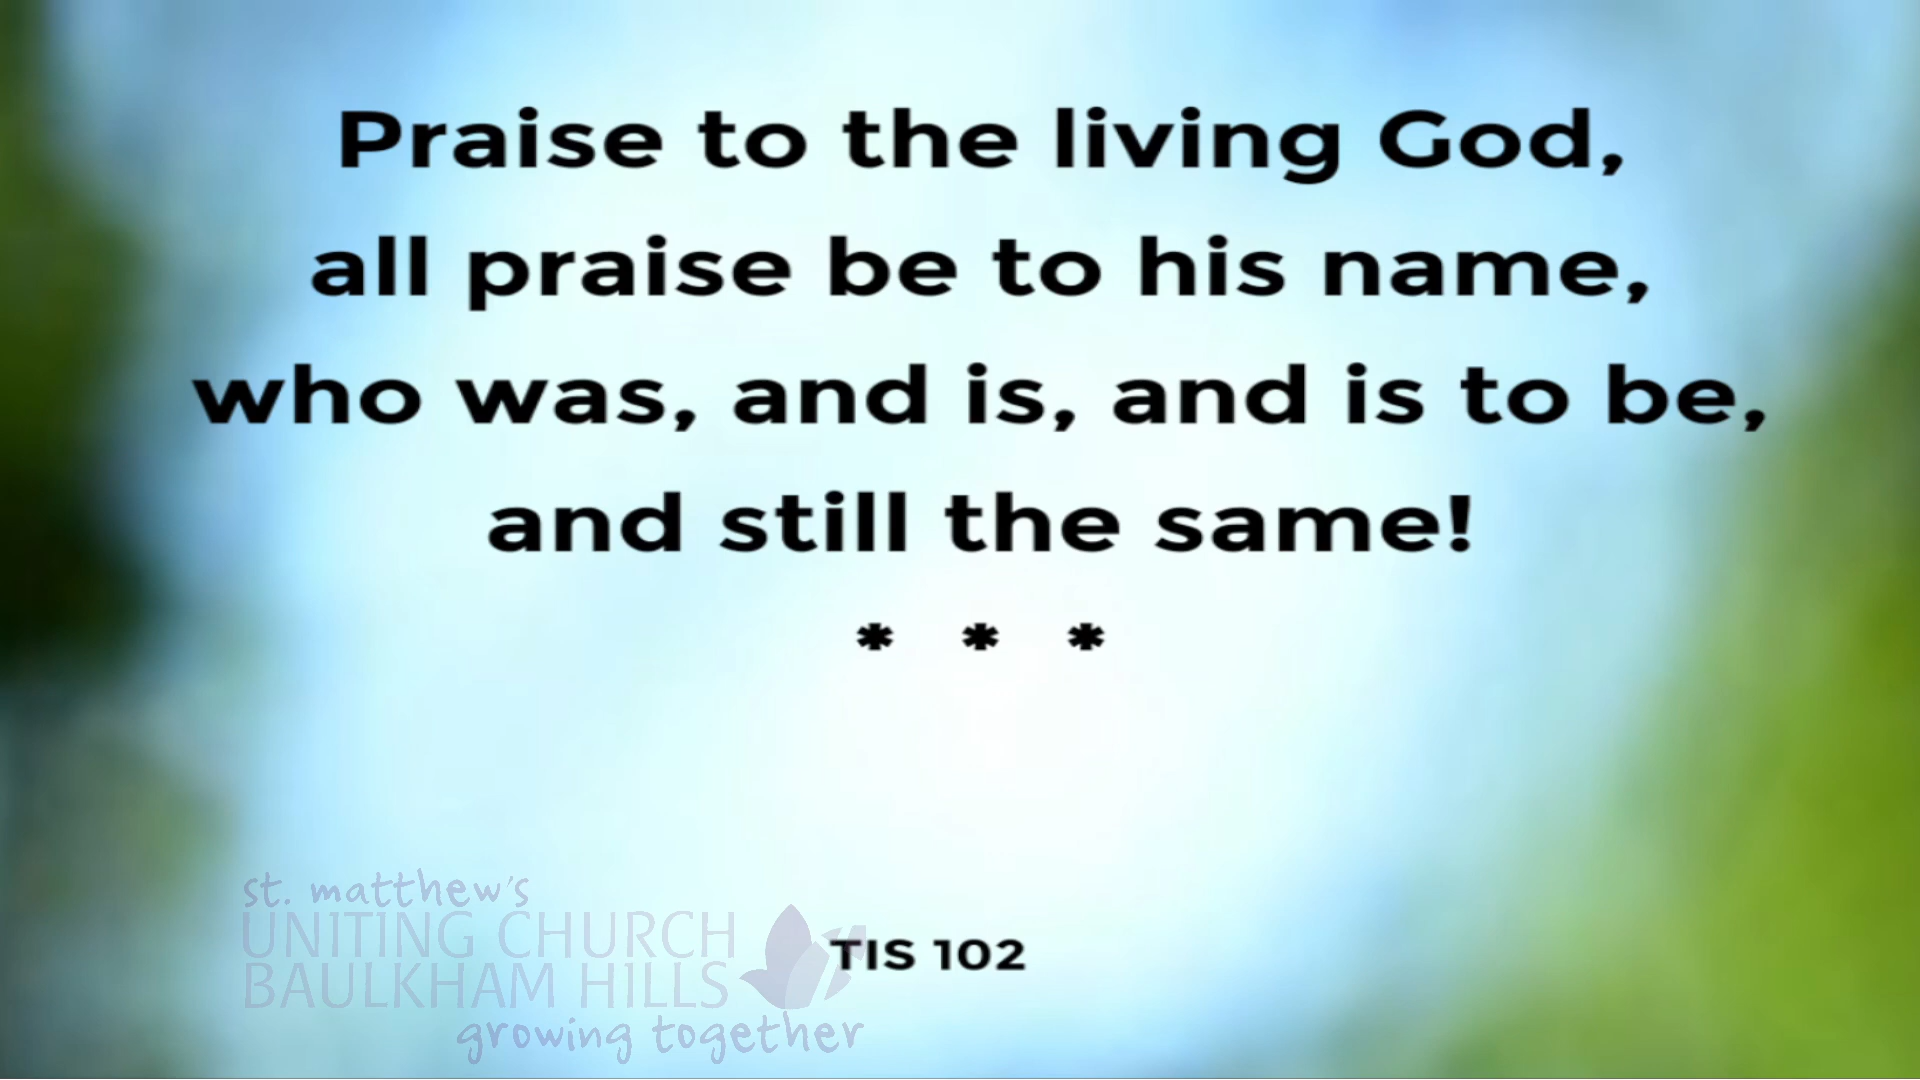 Praise to the living God,
all praise be to his name,
who was, and is, and is to be,
and still the same!
* * *
st. matthew's
UNITING CHURCH
BAULKHAM HILLS
growing together
TIS 102